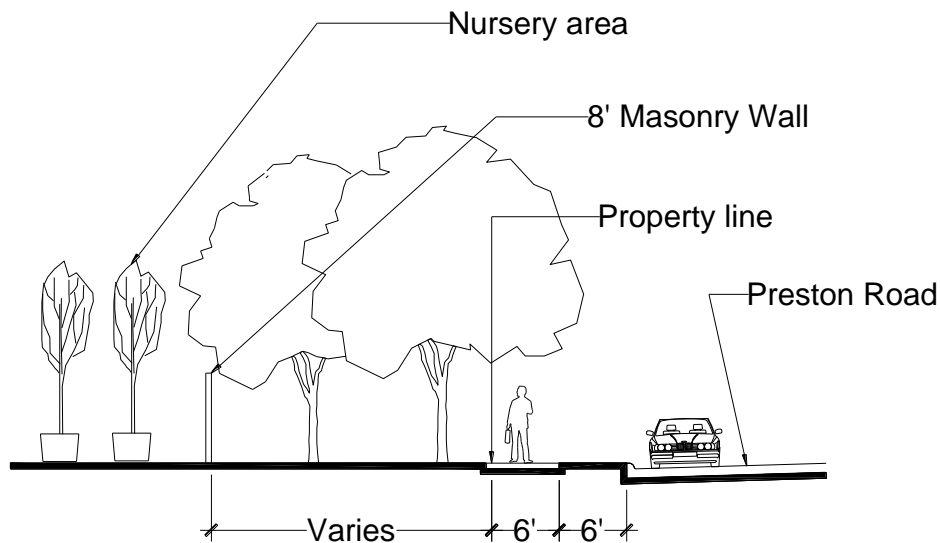 Nursery area
8' Masonry Wall
Property line
Preston Road
Varies
6'
6'